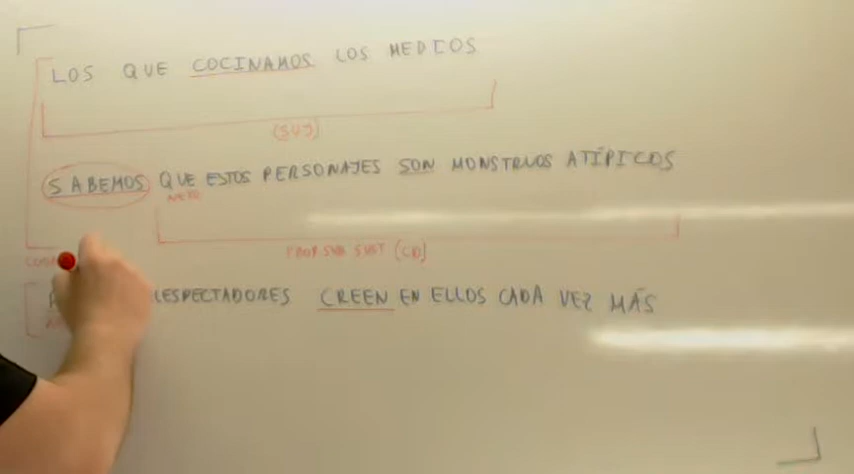 LOS QUE COCINAMOS LOS MEDIOS
(SUJ)
SABEMOS QUE ESTOS PERSONAJES SON MONSTRUOS ATÍPICOS
NEXO
PROP SUB SUST (CD)
LESPECTADORES CREEN EN ELLOS CADA VEZ MÁS